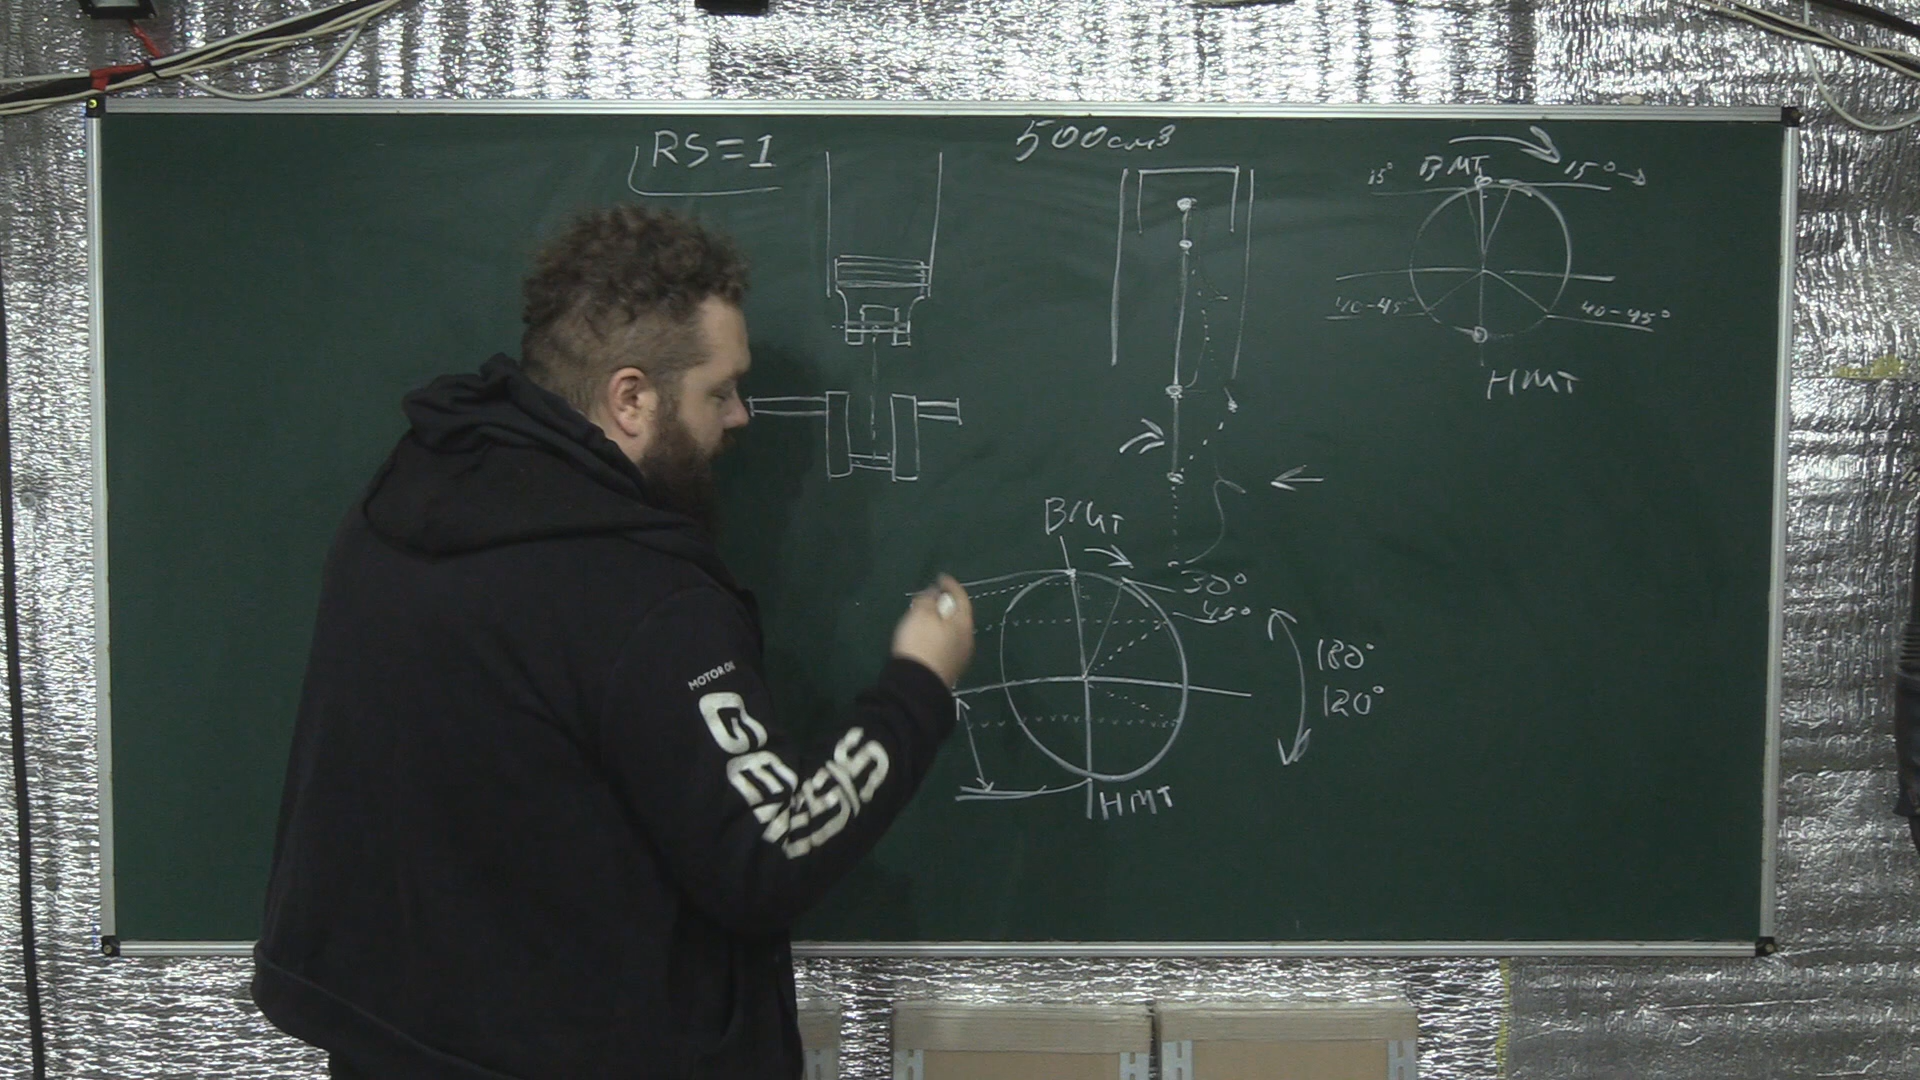 RS=1
500см³
15°
ВМТ
15°
40-45°
40-45°
НМТ
ВМТ
30°
45°
180°
120°
НМТ
MOTOR OIL
GENESIS